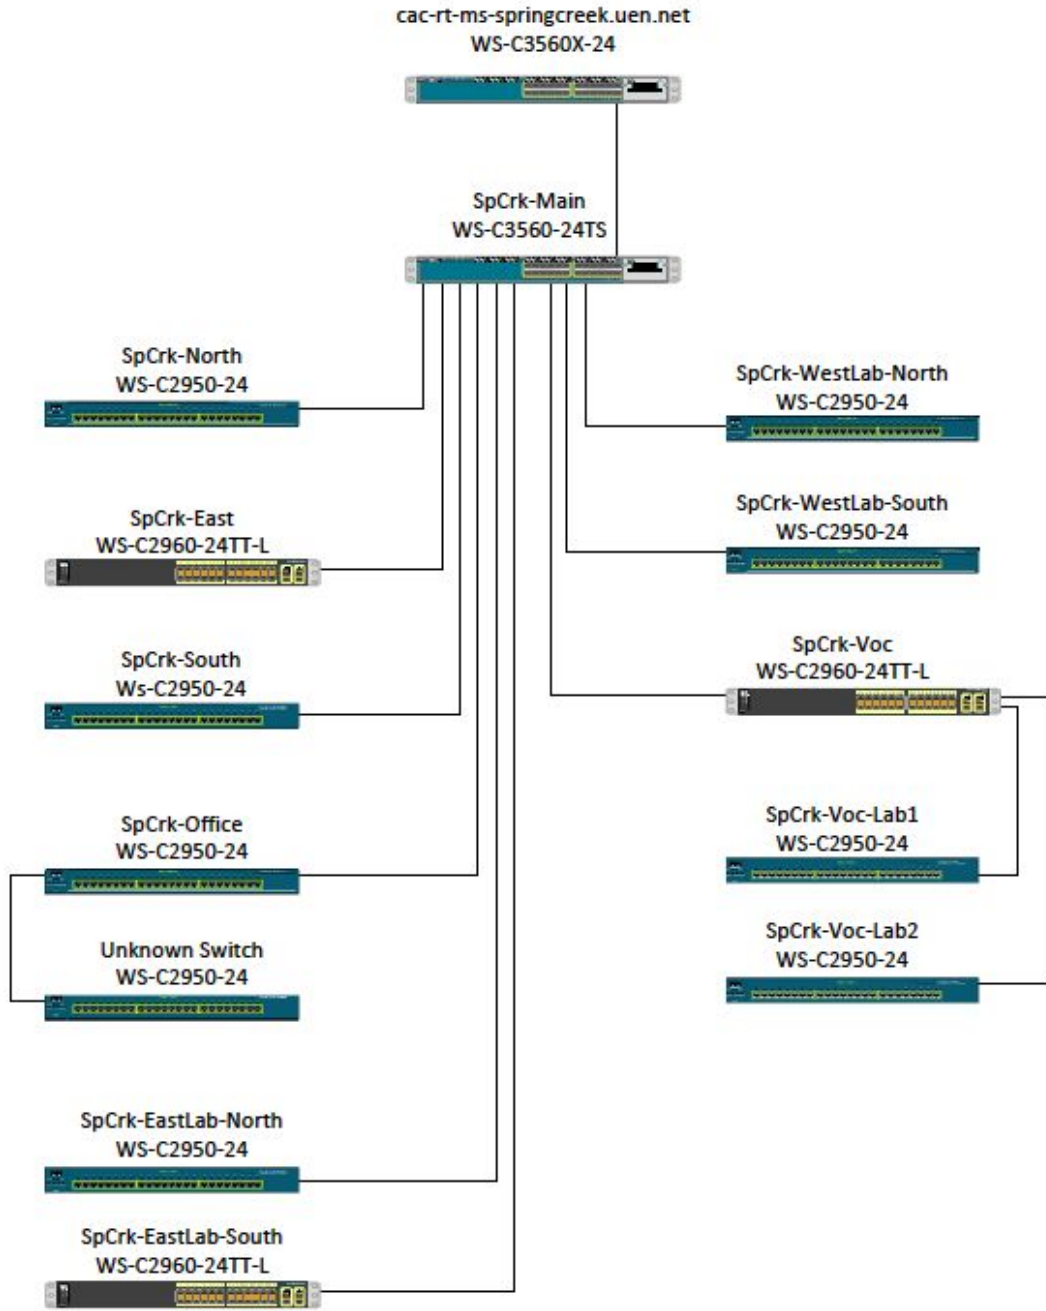 cac-rt-ms-springcreek.uen.net
WS-C3560X-24
SpCrk-Main
WS-C3560-24TS
SpCrk-North
WS-C2950-24
SpCrk-East
WS-C2960-24TT-L
SpCrk-South
Ws-C2950-24
SpCrk-Office
WS-C2950-24
Unknown Switch
WS-C2950-24
SpCrk-EastLab-North
WS-C2950-24
SpCrk-EastLab-South
WS-C2960-24TT-L
SpCrk-WestLab-North
WS-C2950-24
SpCrk-WestLab-South
WS-C2950-24
SpCrk-Voc
WS-C2960-24TT-L
SpCrk-Voc-Lab1
WS-C2950-24
SpCrk-Voc-Lab2
WS-C2950-24